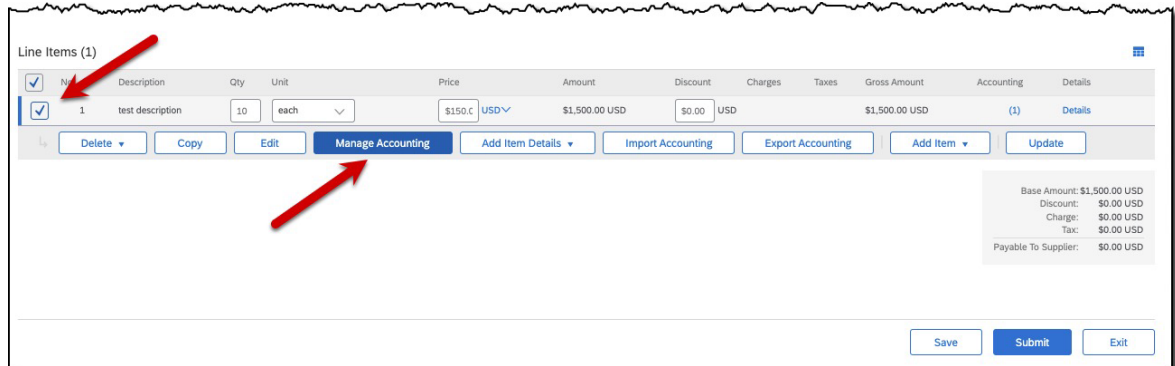 Line Items (1)
No. Description Qty Unit Price Amount Discount Charges Taxes Gross Amount Accounting Details
1 test description 10 each $150.0 USD $1,500.00 USD $0.00 USD $1,500.00 USD (1) Details
Delete Copy Edit Manage Accounting Add Item Details Import Accounting Export Accounting Add Item Update
Base Amount: $1,500.00 USD
Discount: $0.00 USD
Charge: $0.00 USD
Tax: $0.00 USD
Payable To Supplier: $0.00 USD
Save Submit Exit